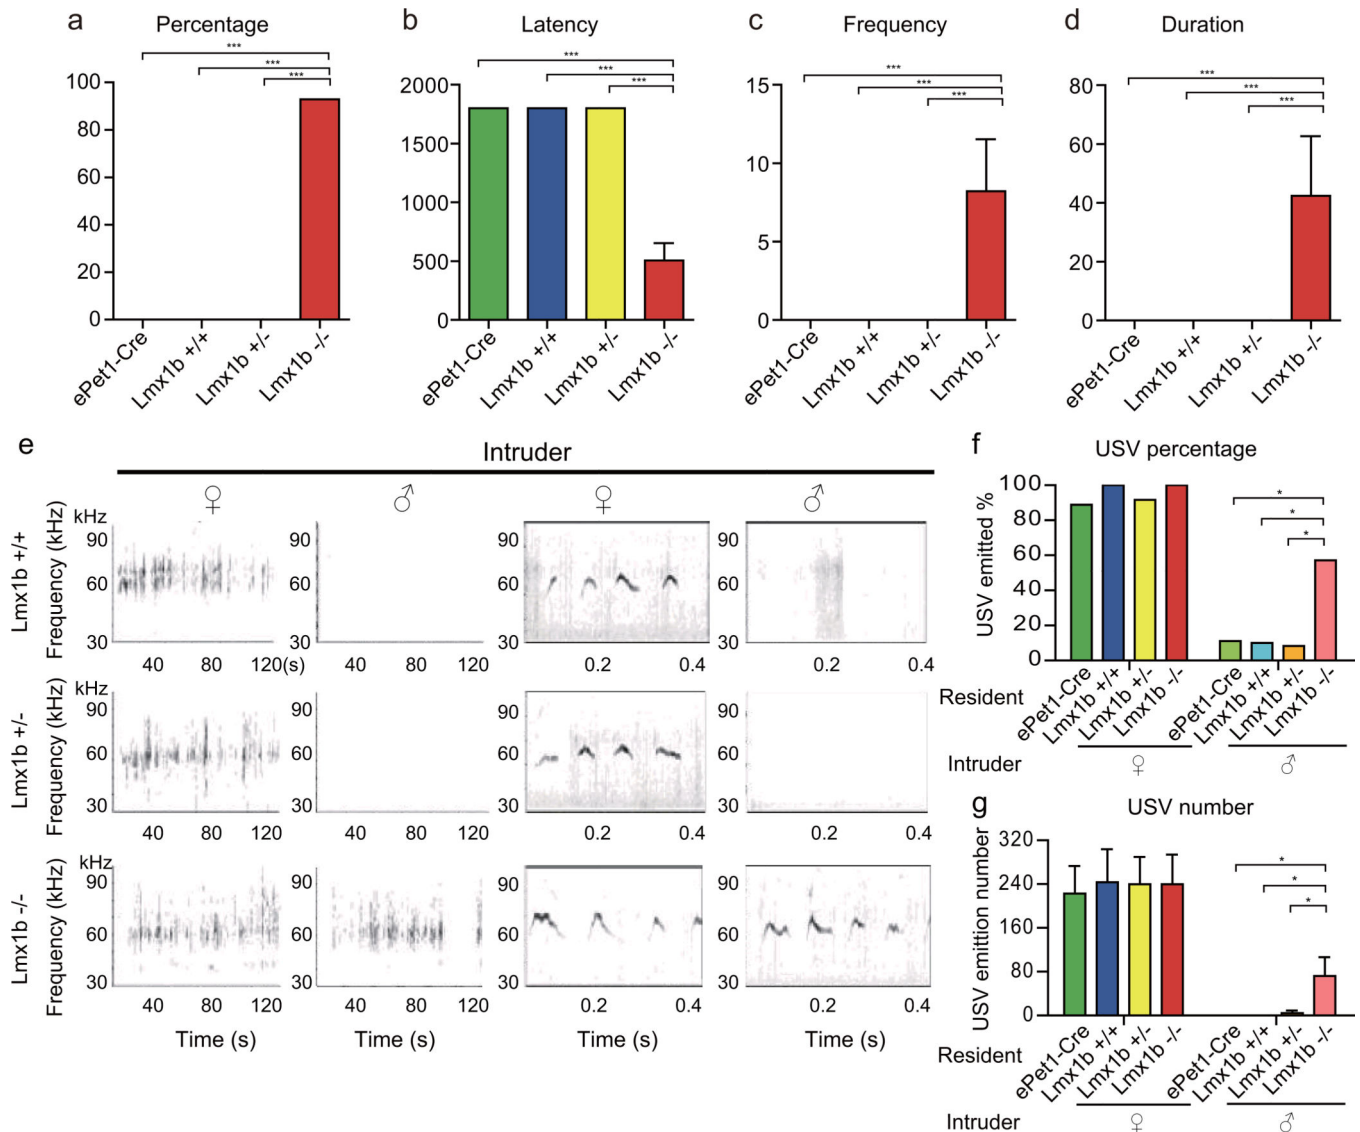 a Percentage
***
***
***
100
80
60
40
20
0
ePet1-Cre
Lmx1b +/+
Lmx1b +/-
Lmx1b -/-
b Latency
***
***
***
2000
1500
1000
500
0
ePet1-Cre
Lmx1b +/+
Lmx1b +/-
Lmx1b -/-
c Frequency
***
***
***
15
10
5
0
ePet1-Cre
Lmx1b +/+
Lmx1b +/-
Lmx1b -/-
d Duration
***
***
***
80
60
40
20
0
ePet1-Cre
Lmx1b +/+
Lmx1b +/-
Lmx1b -/-
e
Intruder
♀ ♂ ♀ ♂
Lmx1b +/+
Frequency (kHz)
kHz
90 90 90 90
60 60 60 60
30 30 30 30
40 80 120(s) 40 80 120 0.2 0.4 0.2 0.4
Lmx1b +/-
Frequency (kHz)
kHz
90 90 90 90
60 60 60 60
30 30 30 30
40 80 120 40 80 120 0.2 0.4 0.2 0.4
Lmx1b -/-
Frequency (kHz)
kHz
90 90 90 90
60 60 60 60
30 30 30 30
40 80 120 40 80 120 0.2 0.4 0.2 0.4
Time (s) Time (s) Time (s) Time (s)
f USV percentage
USV emitted %
*
*
*
100
80
60
40
20
0
Resident
ePet1-Cre
Lmx1b +/+
Lmx1b +/-
Lmx1b -/-
ePet1-Cre
Lmx1b +/+
Lmx1b +/-
Lmx1b -/-
Intruder ♀ ♂
g USV number
USV emittion number
*
*
*
320
240
160
80
0
Resident
ePet1-Cre
Lmx1b +/+
Lmx1b +/-
Lmx1b -/-
ePet1-Cre
Lmx1b +/+
Lmx1b +/-
Lmx1b -/-
Intruder ♀ ♂